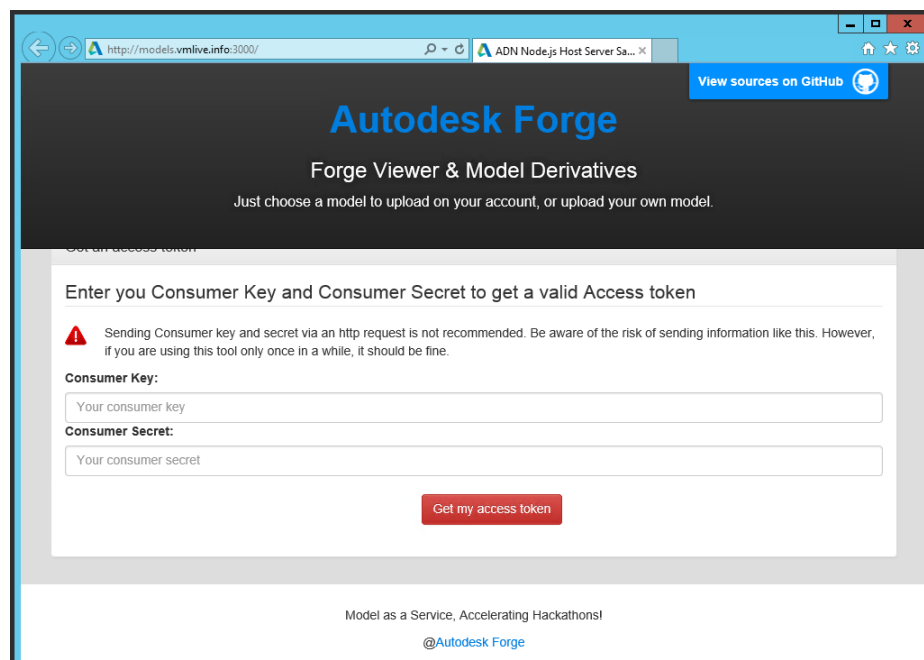 http://models.vmlive.info:3000/
ADN Node.js Host Server Sa...
View sources on GitHub
Autodesk Forge
Forge Viewer & Model Derivatives
Just choose a model to upload on your account, or upload your own model.
Got an access token
Enter you Consumer Key and Consumer Secret to get a valid Access token
Sending Consumer key and secret via an http request is not recommended. Be aware of the risk of sending information like this. However,
if you are using this tool only once in a while, it should be fine.
Consumer Key:
Your consumer key
Consumer Secret:
Your consumer secret
Get my access token
Model as a Service, Accelerating Hackathons!
@Autodesk Forge